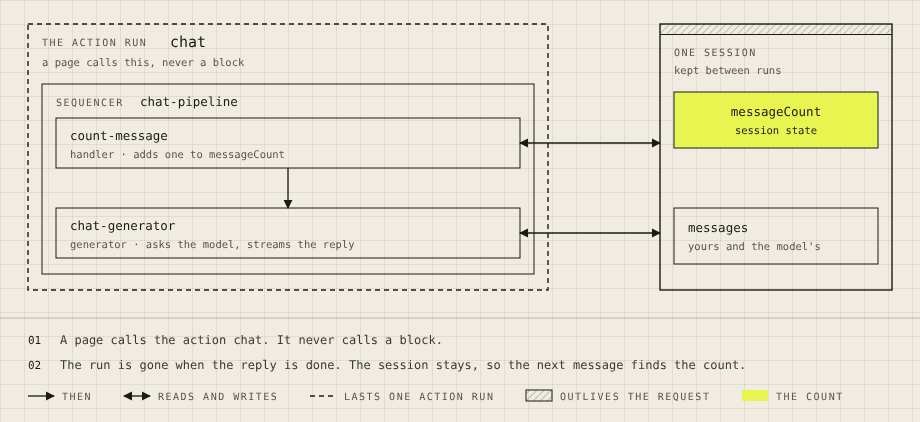 THE ACTION RUN chat
a page calls this, never a block
SEQUENCER chat-pipeline
count-message
handler · adds one to messageCount
chat-generator
generator · asks the model, streams the reply
ONE SESSION
kept between runs
messageCount
session state
messages
yours and the model's
01 A page calls the action chat. It never calls a block.
02 The run is gone when the reply is done. The session stays, so the next message finds the count.
THEN READS AND WRITES LASTS ONE ACTION RUN OUTLIVES THE REQUEST THE COUNT